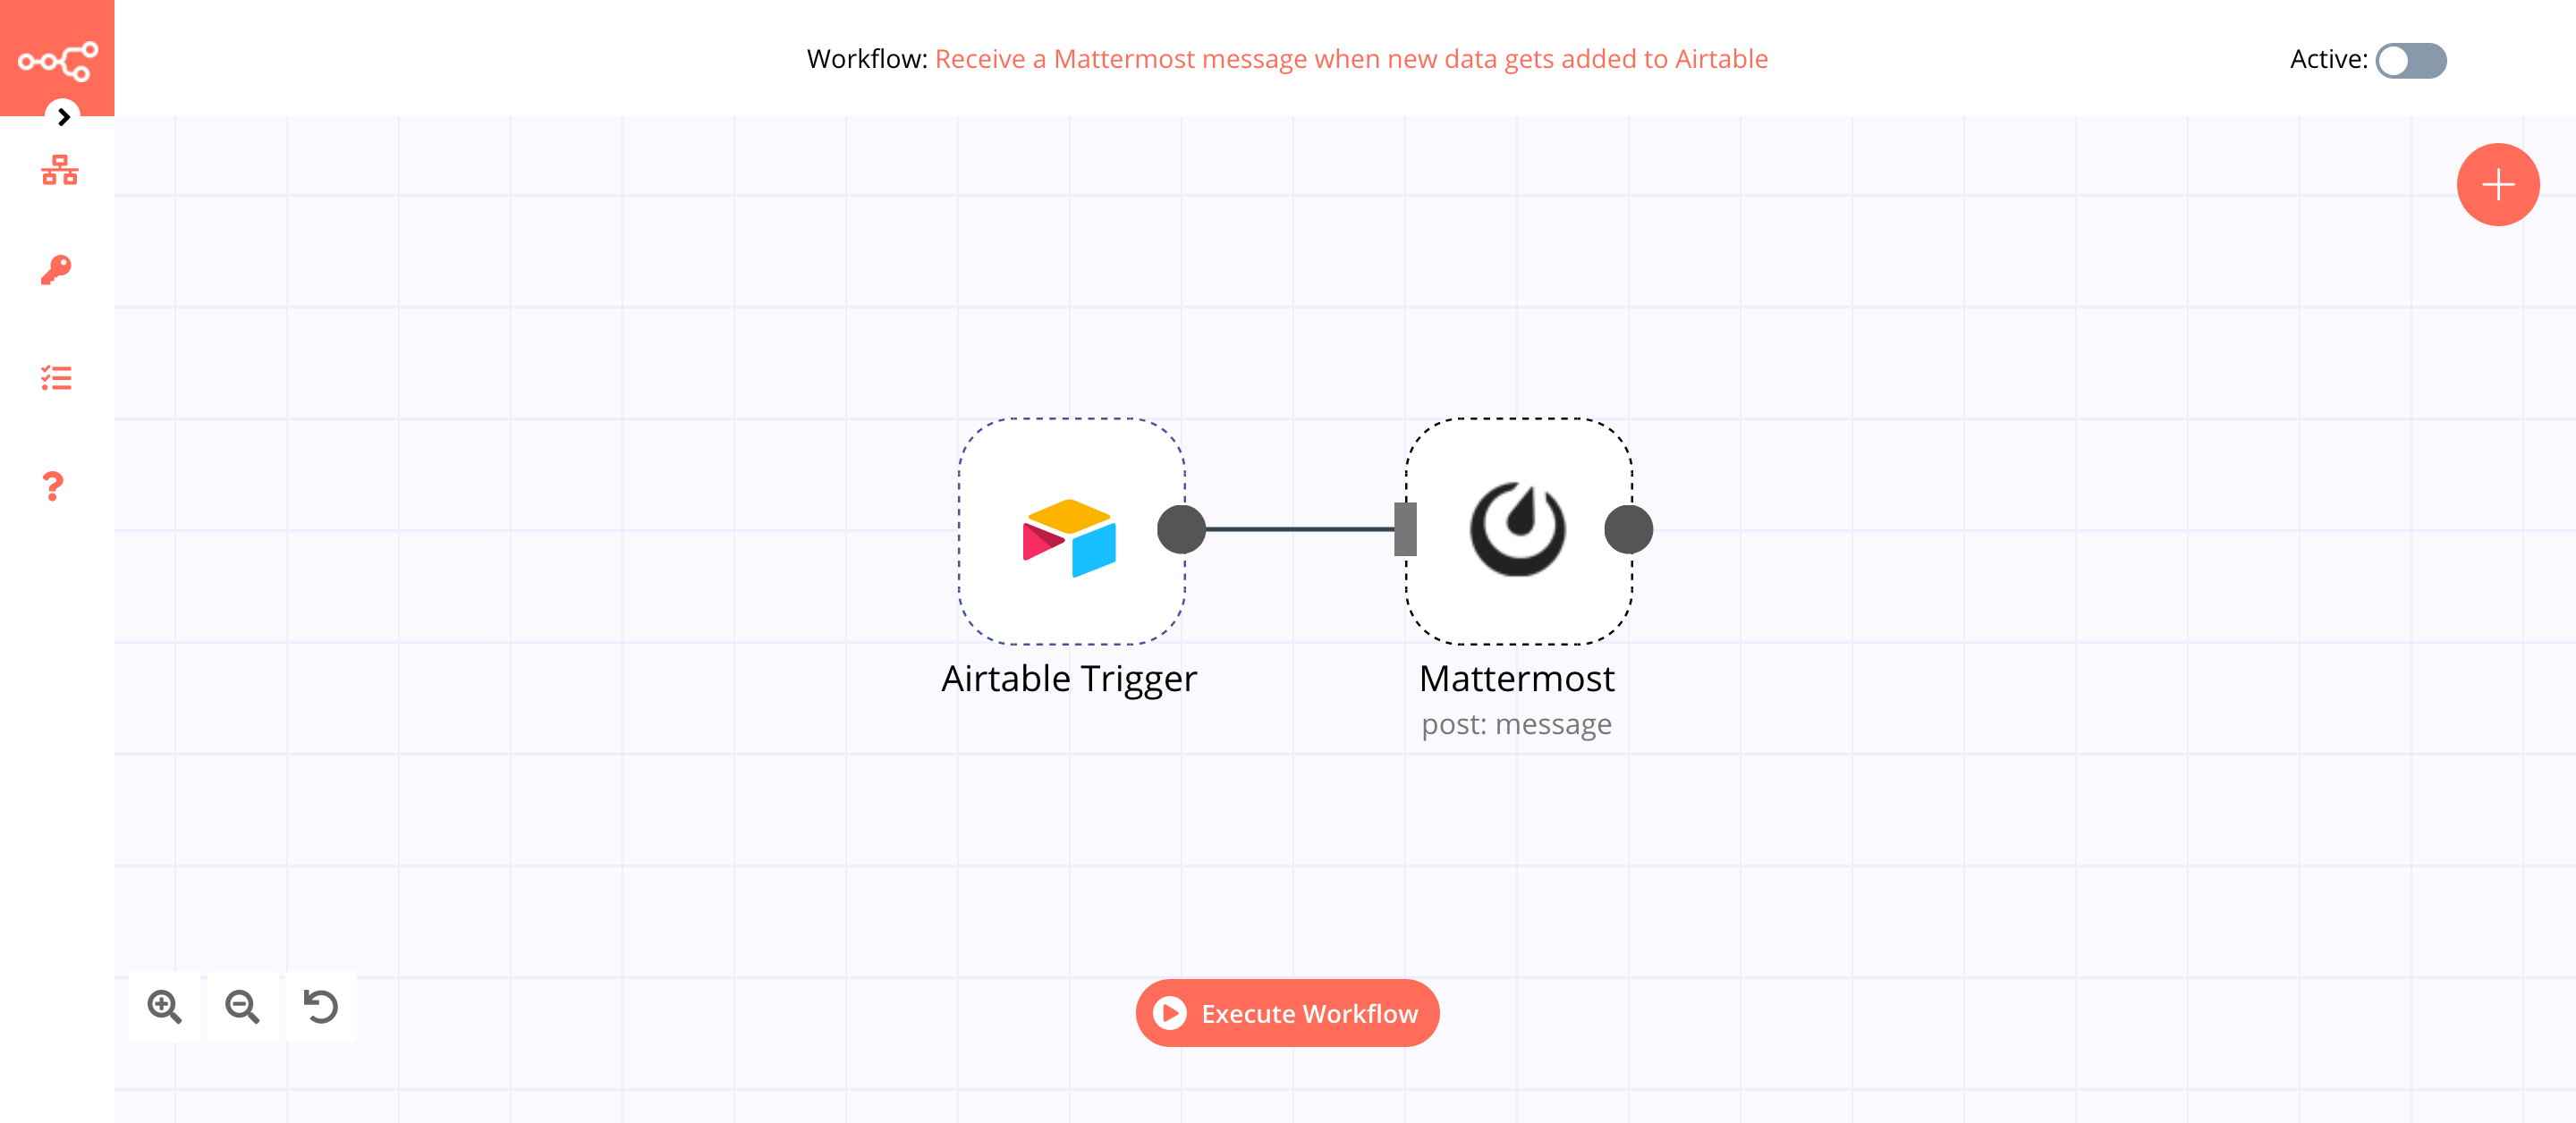 Workflow: Receive a Mattermost message when new data gets added to Airtable
Active:
Airtable Trigger
Mattermost
post: message
Execute Workflow